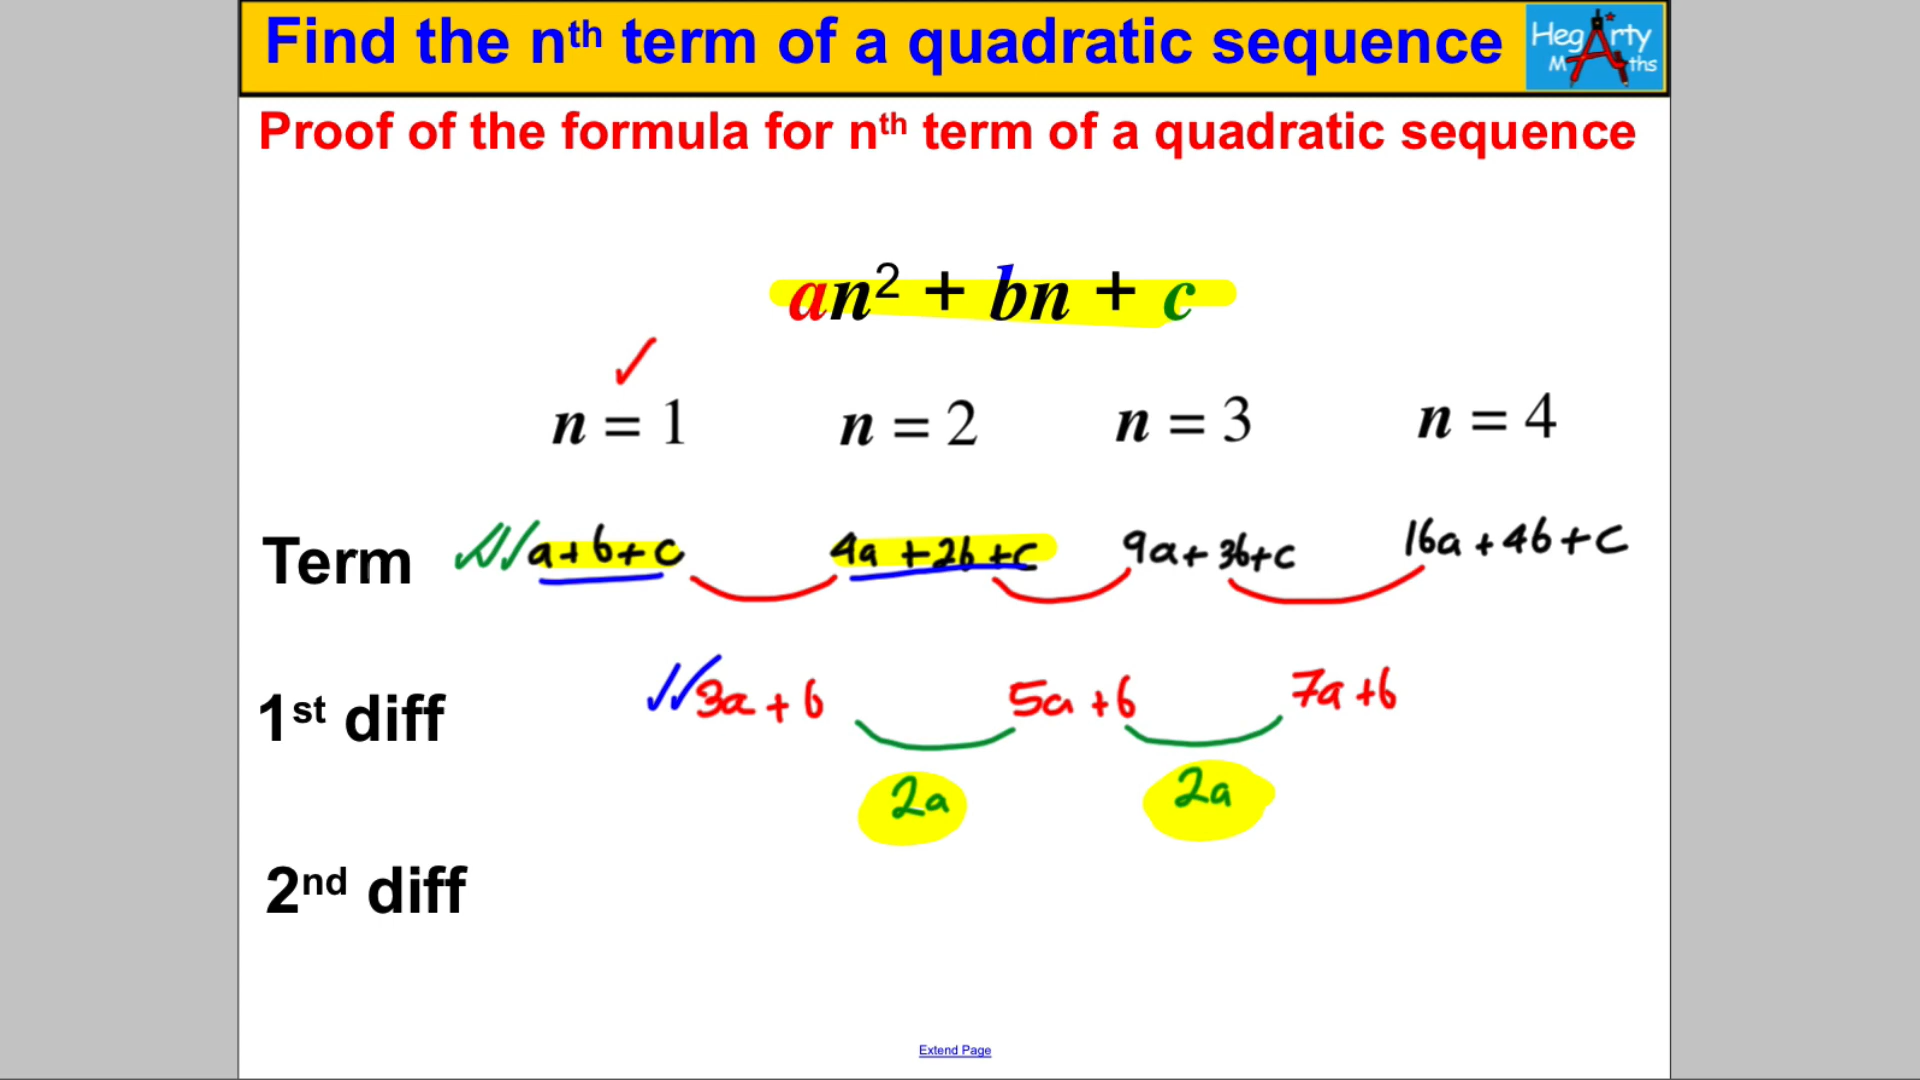 Find the nth term of a quadratic sequence
HegArty Maths
Proof of the formula for nth term of a quadratic sequence
an² + bn + c
n = 1 n = 2 n = 3 n = 4
Term a+b+c 4a+2b+c 9a+3b+c 16a+4b+c
1st diff 3a+b 5a+b 7a+b
2a 2a
2nd diff
Extend Page